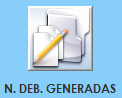 N. DEB. GENERADAS